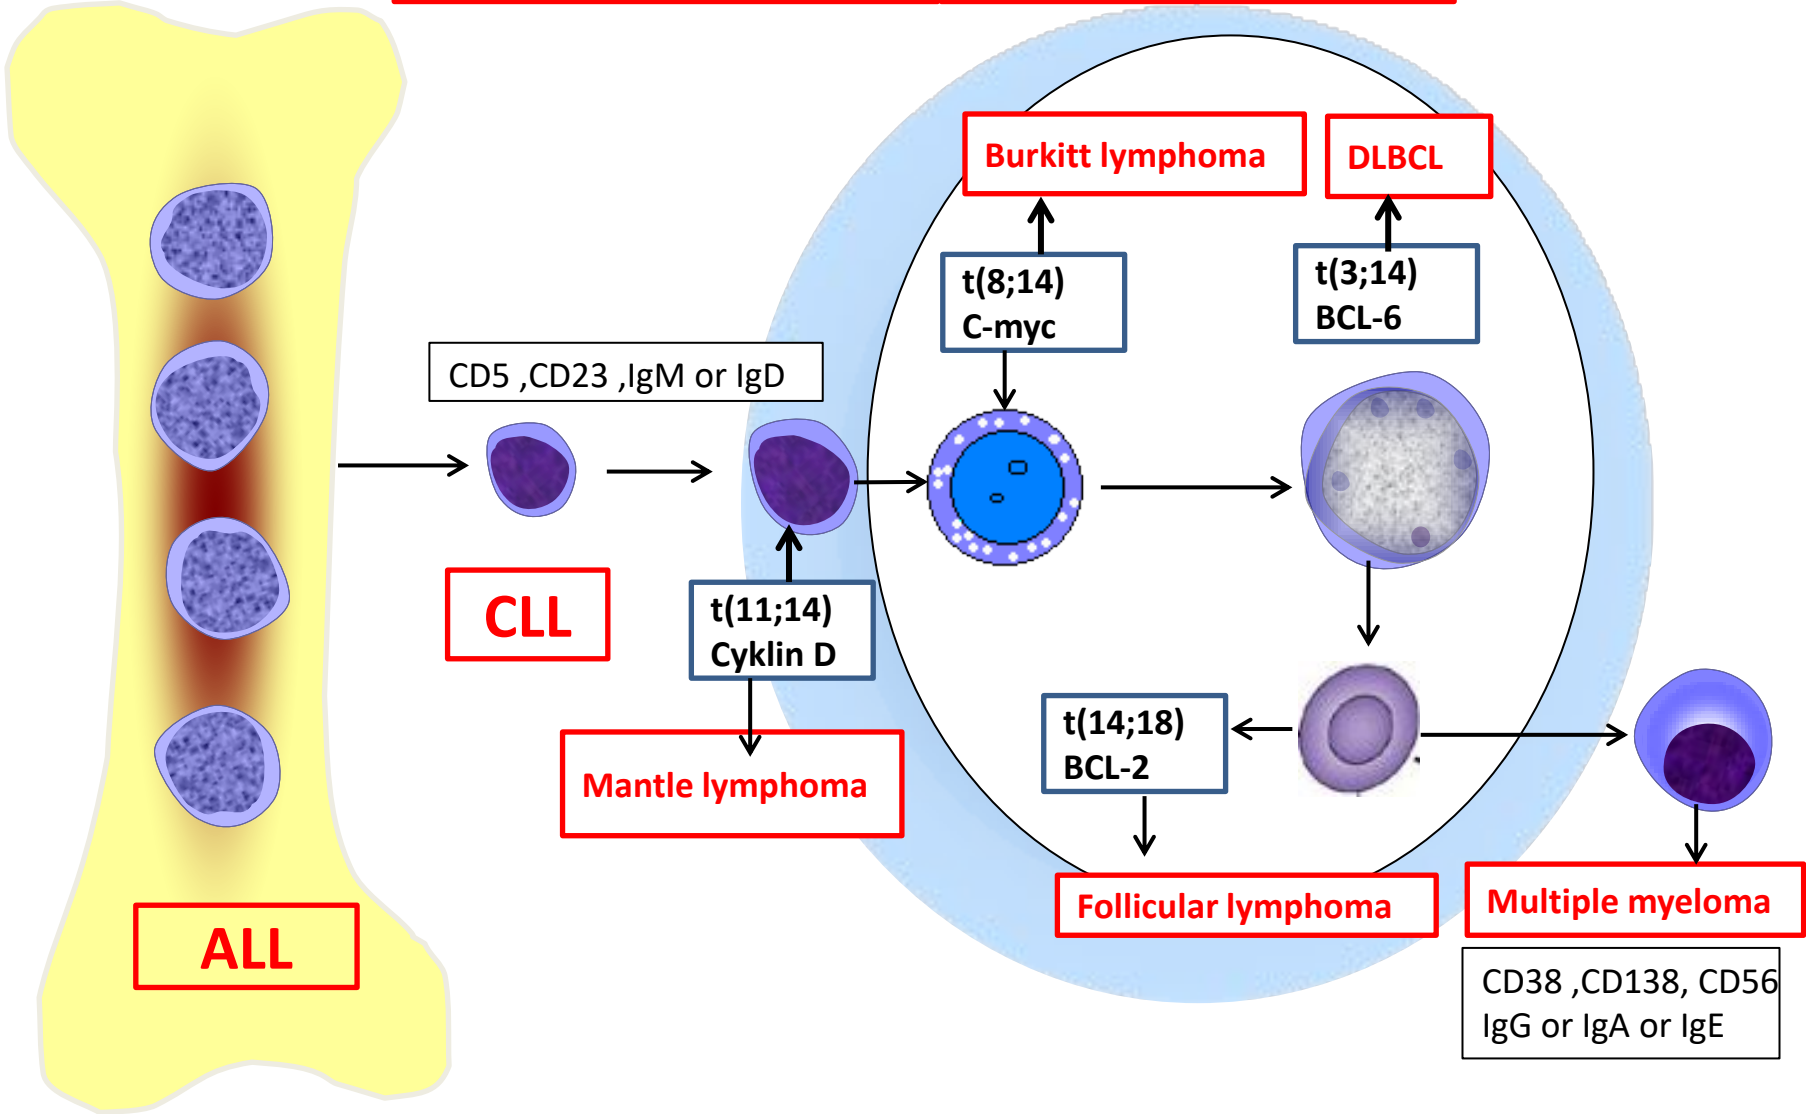 Burkitt lymphoma
DLBCL
t(8;14)
C-myc
t(3;14)
BCL-6
CD5 ,CD23 ,IgM or IgD
CLL
t(11;14)
Cyklin D
Mantle lymphoma
t(14;18)
BCL-2
Follicular lymphoma
Multiple myeloma
ALL
CD38 ,CD138, CD56
IgG or IgA or IgE